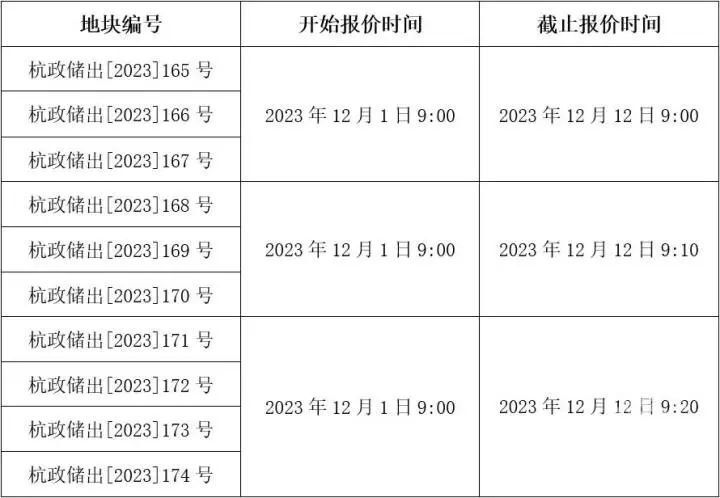 地块编号 开始报价时间 截止报价时间
杭政储出[2023]165 号
杭政储出[2023]166 号 2023 年 12 月 1 日 9:00 2023 年 12 月 12 日 9:00
杭政储出[2023]167 号
杭政储出[2023]168 号
杭政储出[2023]169 号 2023 年 12 月 1 日 9:00 2023 年 12 月 12 日 9:10
杭政储出[2023]170 号
杭政储出[2023]171 号
杭政储出[2023]172 号
2023 年 12 月 1 日 9:00 2023 年 12 月 12 日 9:20
杭政储出[2023]173 号
杭政储出[2023]174 号